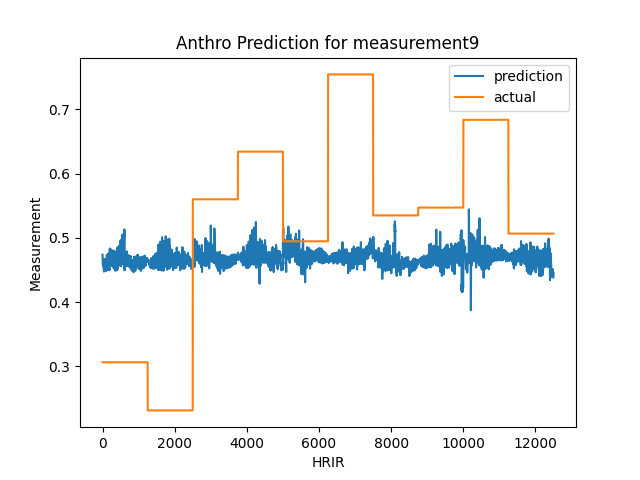 Anthro Prediction for measurement9
prediction
actual
Measurement
0.7
0.6
0.5
0.4
0.3
0 2000 4000 6000 8000 10000 12000
HRIR